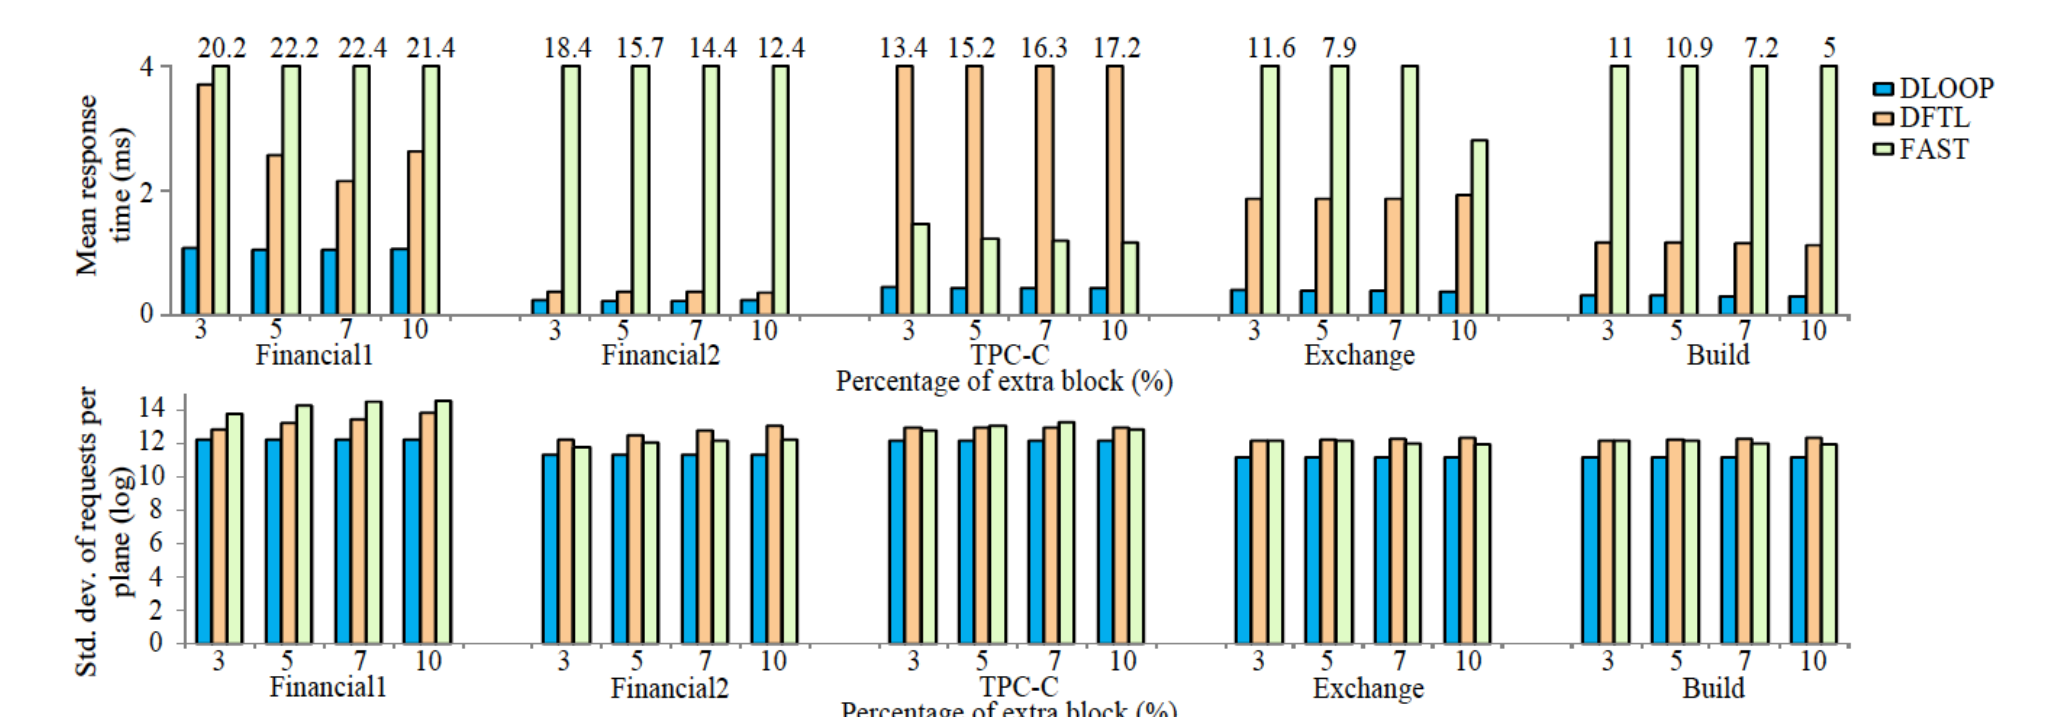 20.2 22.2 22.4 21.4 18.4 15.7 14.4 12.4 13.4 15.2 16.3 17.2 11.6 7.9 11 10.9 7.2 5
Mean response
time (ms)
4
2
0
DLOOP
DFTL
FAST
3 5 7 10 3 5 7 10 3 5 7 10 3 5 7 10 3 5 7 10
Financial1 Financial2 TPC-C Exchange Build
Percentage of extra block (%)
Std. dev. of requests per
plane (log)
14
12
10
8
6
4
2
0
3 5 7 10 3 5 7 10 3 5 7 10 3 5 7 10 3 5 7 10
Financial1 Financial2 TPC-C Exchange Build
Percentage of extra block (%)